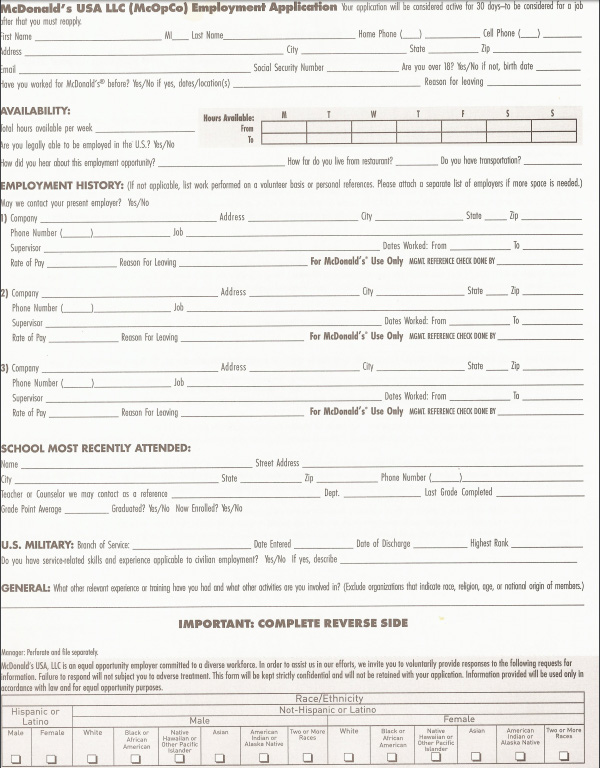 McDonald's USA LLC (McOpCo) Employment Application Your application will be considered active for 30 days–to be considered for a job
after that you must reapply.
First Name MI Last Name Home Phone ( ) Cell Phone ( )
Address City State Zip
Email Social Security Number Are you over 18? Yes/No if not, birth date
Have you worked for McDonald's® before? Yes/No if yes, dates/location(s) Reason for leaving
AVAILABILITY:
Hours Available: M T W T F S S
Total hours available per week From
To
Are you legally able to be employed in the U.S.? Yes/No
How did you hear about this employment opportunity? How far do you live from restaurant? Do you have transportation?
EMPLOYMENT HISTORY: (If not applicable, list work performed on a volunteer basis or personal references. Please attach a separate list of employers if more space is needed.)
May we contact your present employer? Yes/No
1) Company Address City State Zip
Phone Number ( ) Job
Supervisor Dates Worked: From To
Rate of Pay Reason For Leaving For McDonald's® Use Only MGMT. REFERENCE CHECK DONE BY
2) Company Address City State Zip
Phone Number ( ) Job
Supervisor Dates Worked: From To
Rate of Pay Reason For Leaving For McDonald's® Use Only MGMT. REFERENCE CHECK DONE BY
3) Company Address City State Zip
Phone Number ( ) Job
Supervisor Dates Worked: From To
Rate of Pay Reason For Leaving For McDonald's® Use Only MGMT. REFERENCE CHECK DONE BY
SCHOOL MOST RECENTLY ATTENDED:
Name Street Address
City State Zip Phone Number ( )
Teacher or Counselor we may contact as a reference Dept. Last Grade Completed
Grade Point Average Graduated? Yes/No Now Enrolled? Yes/No
U.S. MILITARY: Branch of Service: Date Entered Date of Discharge Highest Rank
Do you have service-related skills and experience applicable to civilian employment? Yes/No If yes, describe
GENERAL: What other relevant experience or training have you had and what other activities are you involved in? (Exclude organizations that indicate race, religion, age, or national origin of members.)
IMPORTANT: COMPLETE REVERSE SIDE
Manager: Perforate and file separately.
McDonald's USA, LLC is an equal opportunity employer committed to a diverse workforce. In order to assist us in our efforts, we invite you to voluntarily provide responses to the following requests for
information. Failure to respond will not subject you to adverse treatment. This form will be kept strictly confidential and will not be retained with your application. Information provided will be used only in
accordance with law and for equal opportunity purposes.
Race/Ethnicity
Hispanic or Latino
Not-Hispanic or Latino
Male Female
Male Female White Black or African American Native Hawaiian or Other Pacific Islander Asian American Indian or Alaska Native Two or More Races White Black or African American Native Hawaiian or Other Pacific Islander Asian American Indian or Alaska Native Two or More Races